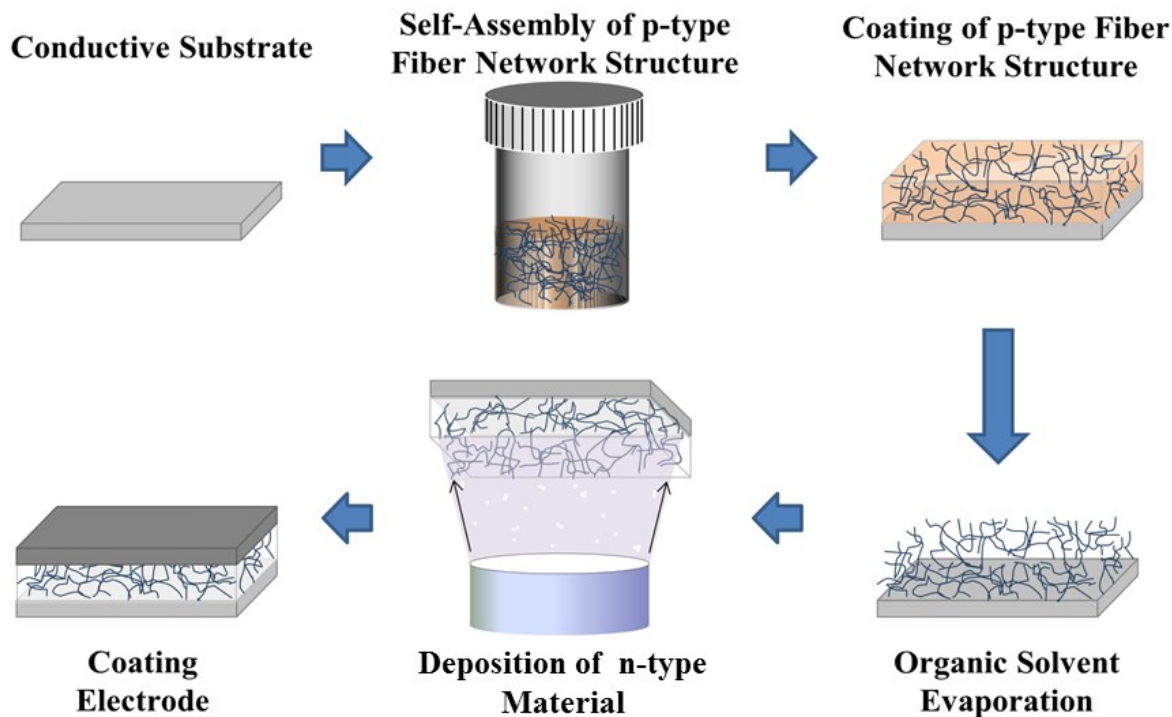 Conductive Substrate
Self-Assembly of p-type
Fiber Network Structure
Coating of p-type Fiber
Network Structure
Coating
Electrode
Deposition of n-type
Material
Organic Solvent
Evaporation